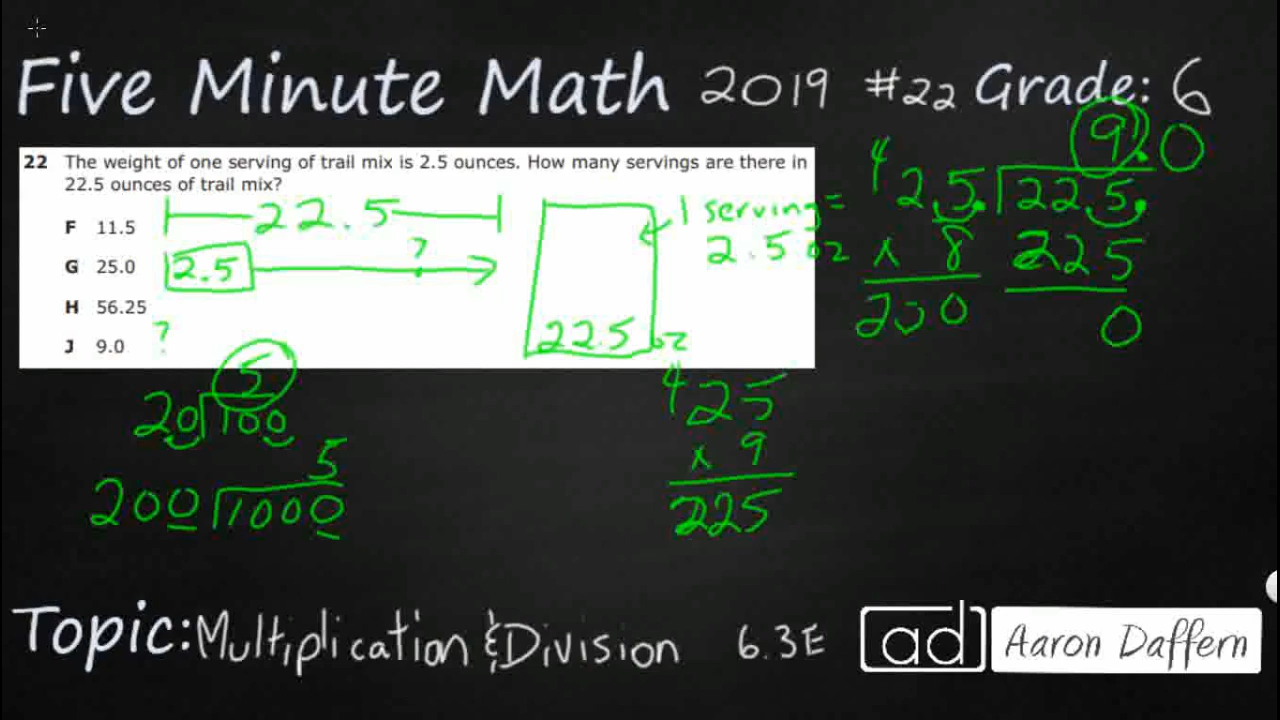 Five Minute Math 2019 #22 Grade: 6
22 The weight of one serving of trail mix is 2.5 ounces. How many servings are there in
22.5 ounces of trail mix?
F 11.5
G 25.0
H 56.25
J 9.0
22.5
?
2.5
?
1 serving =
2.5 oz
22.5 oz
9.0
4
2.5. 22.5.
x 8 225
200 0
5
20 100
5
200 1000
4
25
x 9
225
Topic: Multiplication & Division 6.3E ad Aaron Daffern